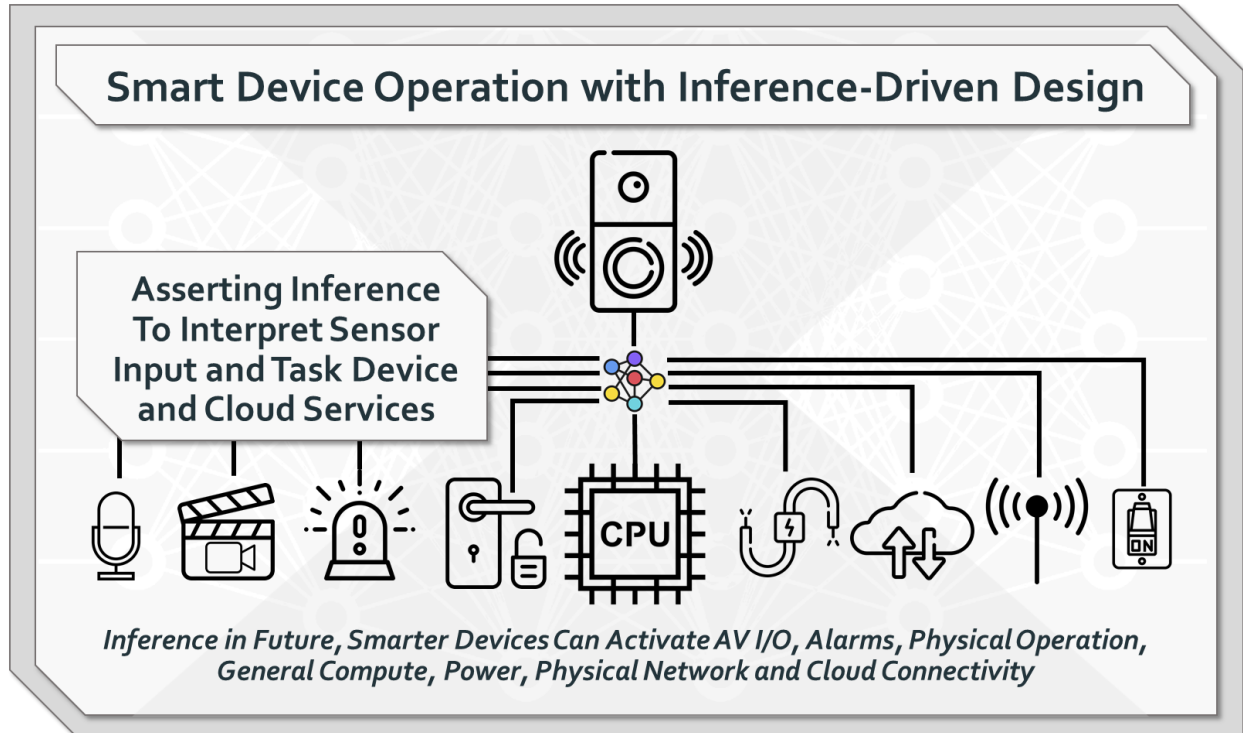 Smart Device Operation with Inference-Driven Design
Asserting Inference
To Interpret Sensor
Input and Task Device
and Cloud Services
CPU
ON
Inference in Future, Smarter Devices Can Activate AV I/O, Alarms, Physical Operation,
General Compute, Power, Physical Network and Cloud Connectivity